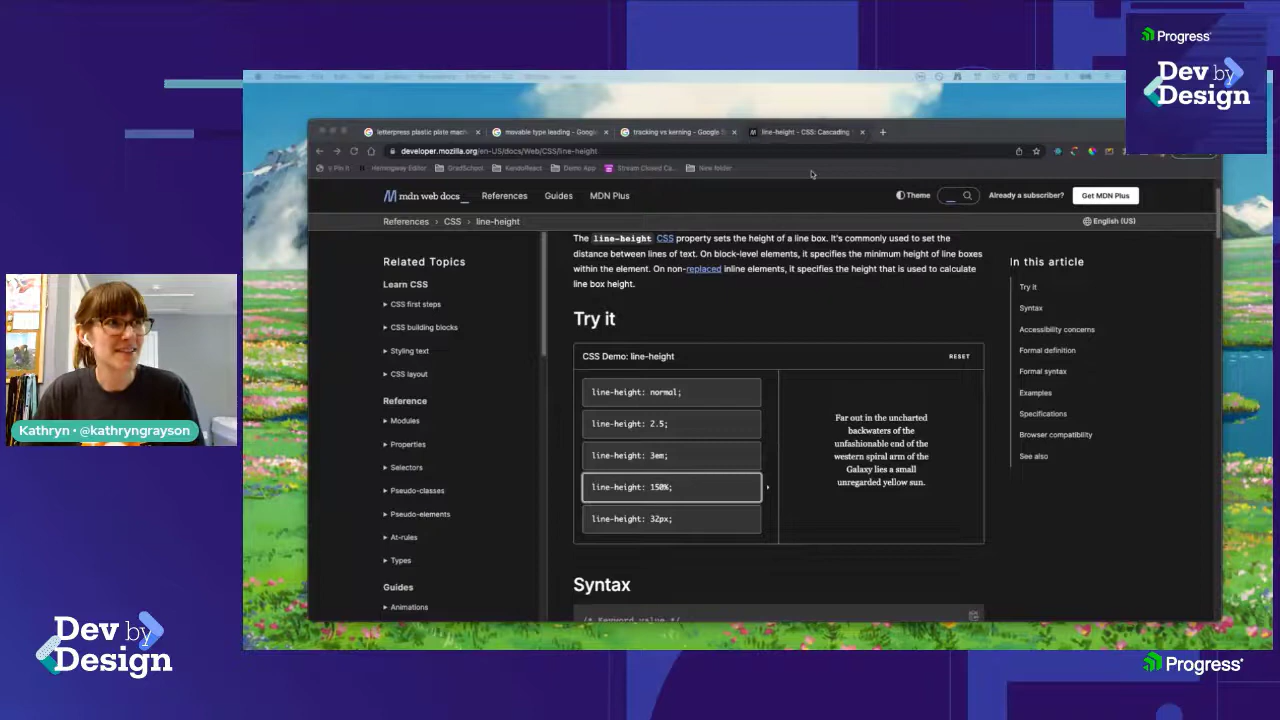 Progress
Dev by
Design
letterpress plastic plate mach
movable type leading - Google
tracking vs kerning - Google S
line-height - CSS: Cascading
developer.mozilla.org/en-US/docs/Web/CSS/line-height
Pin It
Hemingway Editor
GradSchool
KendoReact
Demo App
Stream Closed Ca...
New folder
mdn web docs_
References
Guides
MDN Plus
Theme
Already a subscriber?
Get MDN Plus
References > CSS > line-height
English (US)
Related Topics
Learn CSS
CSS first steps
CSS building blocks
Styling text
CSS layout
Reference
Modules
Properties
Selectors
Pseudo-classes
Pseudo-elements
At-rules
Types
Guides
Animations
The line-height CSS property sets the height of a line box. It's commonly used to set the
distance between lines of text. On block-level elements, it specifies the minimum height of line boxes
within the element. On non-replaced inline elements, it specifies the height that is used to calculate
line box height.
Try it
CSS Demo: line-height
RESET
line-height: normal;
line-height: 2.5;
line-height: 3em;
line-height: 150%;
line-height: 32px;
Far out in the uncharted
backwaters of the
unfashionable end of the
western spiral arm of the
Galaxy lies a small
unregarded yellow sun.
Syntax
/* Keyword value */
In this article
Try it
Syntax
Accessibility concerns
Formal definition
Formal syntax
Examples
Specifications
Browser compatibility
See also
Kathryn • @kathryngrayson
Dev by
Design
Progress